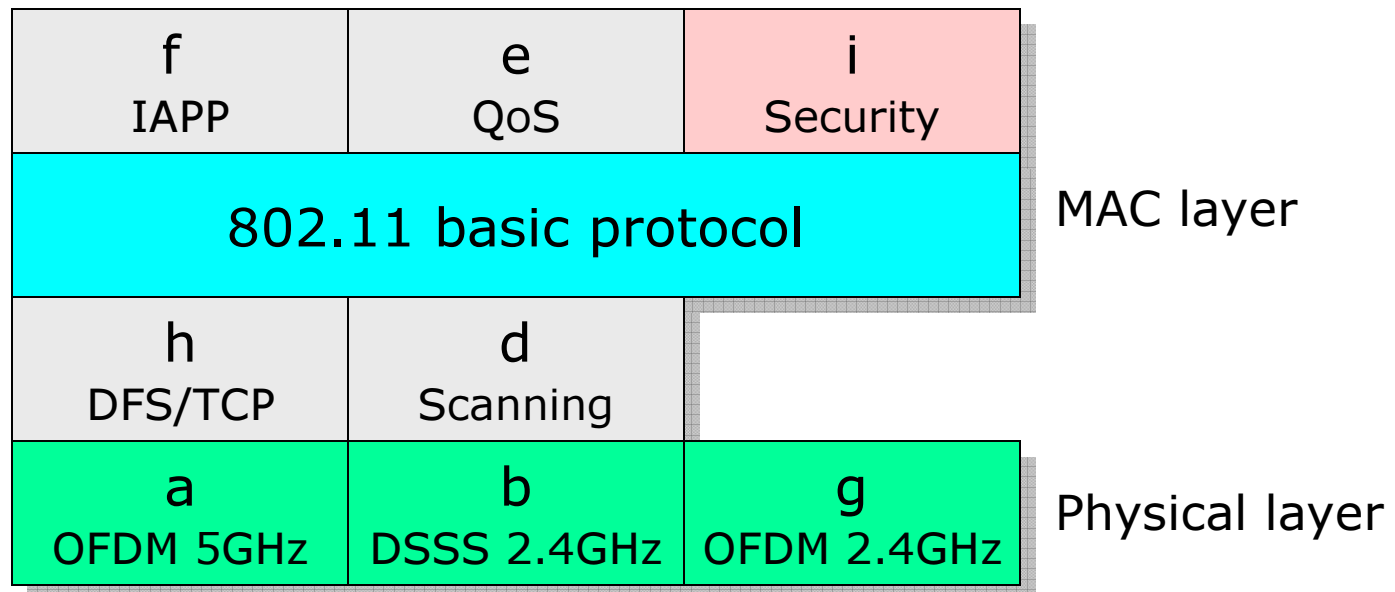 f
IAPP
e
QoS
i
Security
802.11 basic protocol
MAC layer
h
DFS/TCP
d
Scanning
a
OFDM 5GHz
b
DSSS 2.4GHz
g
OFDM 2.4GHz
Physical layer